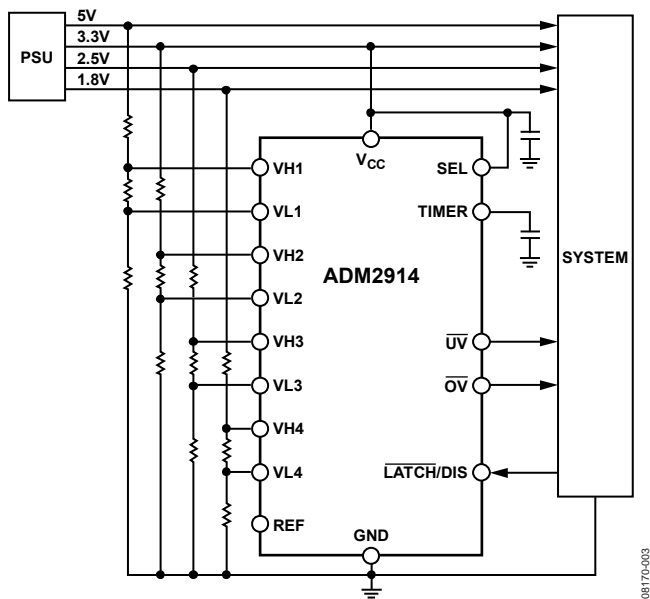 5V
3.3V
PSU
2.5V
1.8V
VCC
VH1
SEL
VL1
TIMER
VH2
SYSTEM
ADM2914
VL2
VH3
UV
VL3
OV
VH4
VL4
LATCH/DIS
REF
GND
08170-003